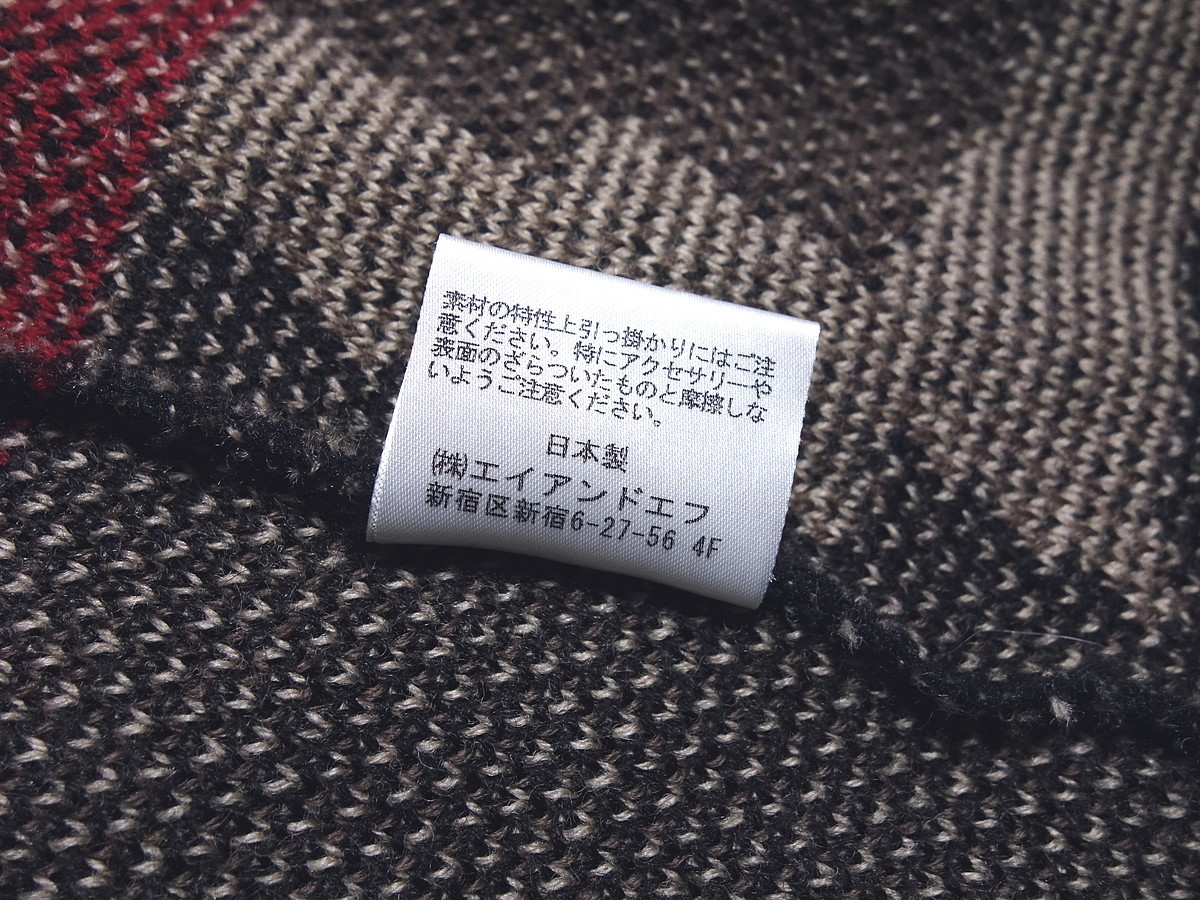 素材の特性上引っ掛かりにはご注
意ください。特にアクセサリーや
表面のざらついたものと摩擦しな
いようご注意ください。
日本製
㈱エイアンドエフ
新宿区新宿6-27-56 4F